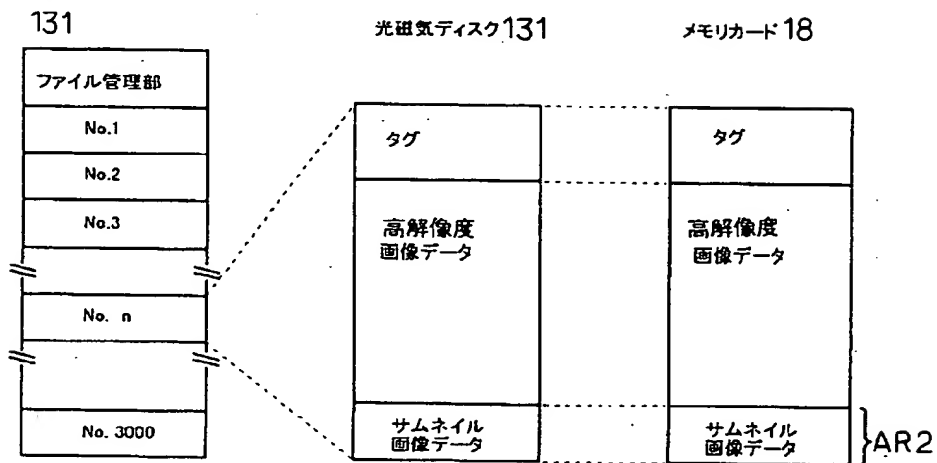 131
ファイル管理部
No.1
No.2
No.3
No. n
No. 3000
光磁気ディスク131
タグ
高解像度
画像データ
サムネイル
画像データ
メモリカード18
タグ
高解像度
画像データ
サムネイル
画像データ
AR2